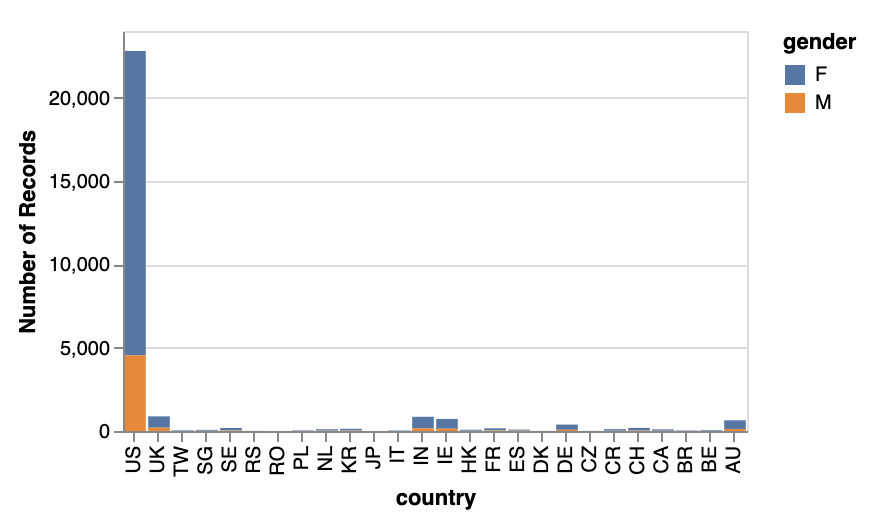 gender
F
M
Number of Records
20,000
15,000
10,000
5,000
0
US UK TW SG SE RS RO PL NL KR JP IT IN IE HK FR ES DK DE CZ CR CH CA BR BE AU
country